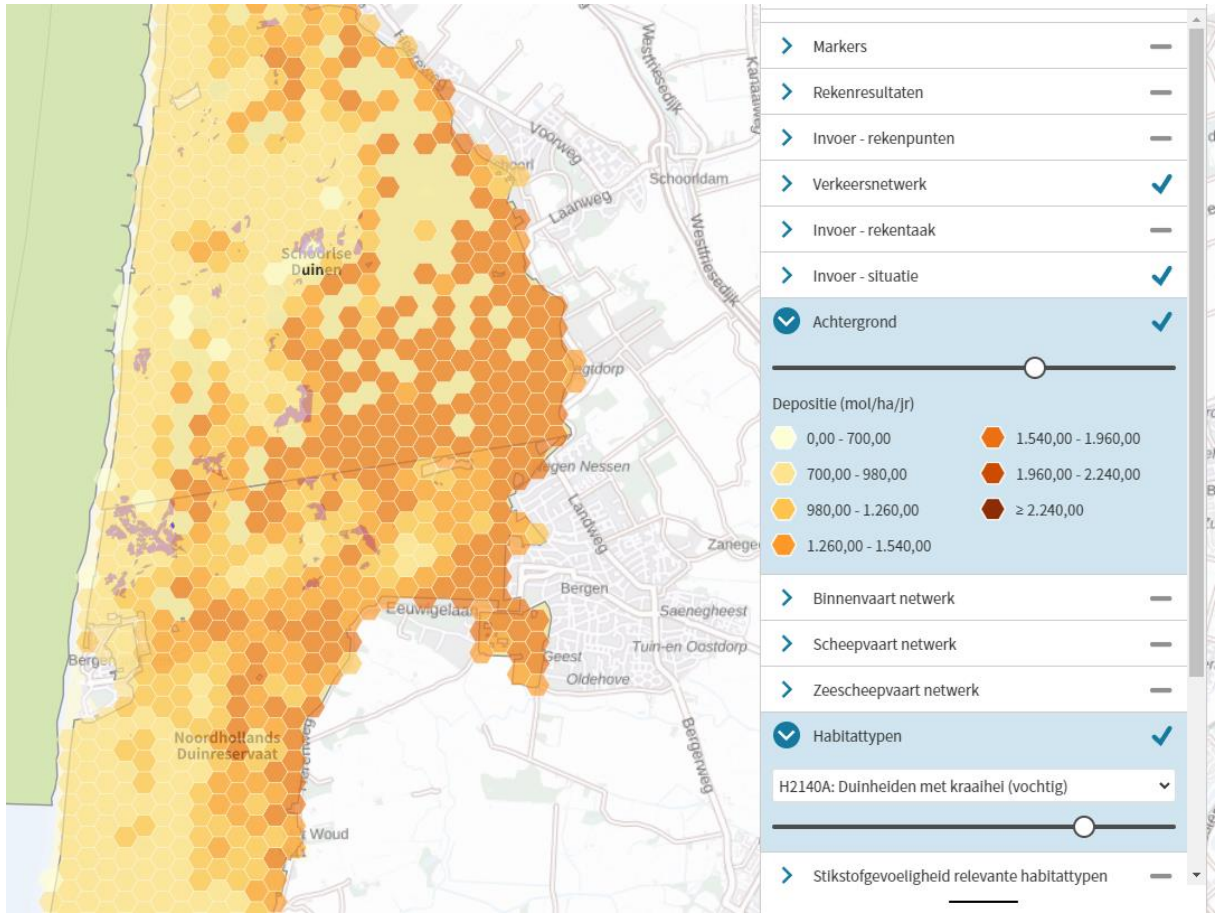 Voorweg
Schoorldam
Laanweg
Westfriesedijk
Westfriesedijk
Kanaalweg
Schoorlse
Duinen
Landweg
Bergen
Eeuwigelaan
Saenegheest
Tuin-en Oostdorp
Geest
Oldehove
Bergen
Noordhollands
Duinreservaat
Herenweg
Bergerweg
t Woud
Markers
Rekenresultaten
Invoer - rekenpunten
Verkeersnetwerk
Invoer - rekentaak
Invoer - situatie
Achtergrond
Depositie (mol/ha/jr)
0,00 - 700,00
1.540,00 - 1.960,00
700,00 - 980,00
1.960,00 - 2.240,00
980,00 - 1.260,00
≥ 2.240,00
1.260,00 - 1.540,00
Binnenvaart netwerk
Scheepvaart netwerk
Zeescheepvaart netwerk
Habitattypen
H2140A: Duinheiden met kraaihei (vochtig)
Stikstofgevoeligheid relevante habitattypen